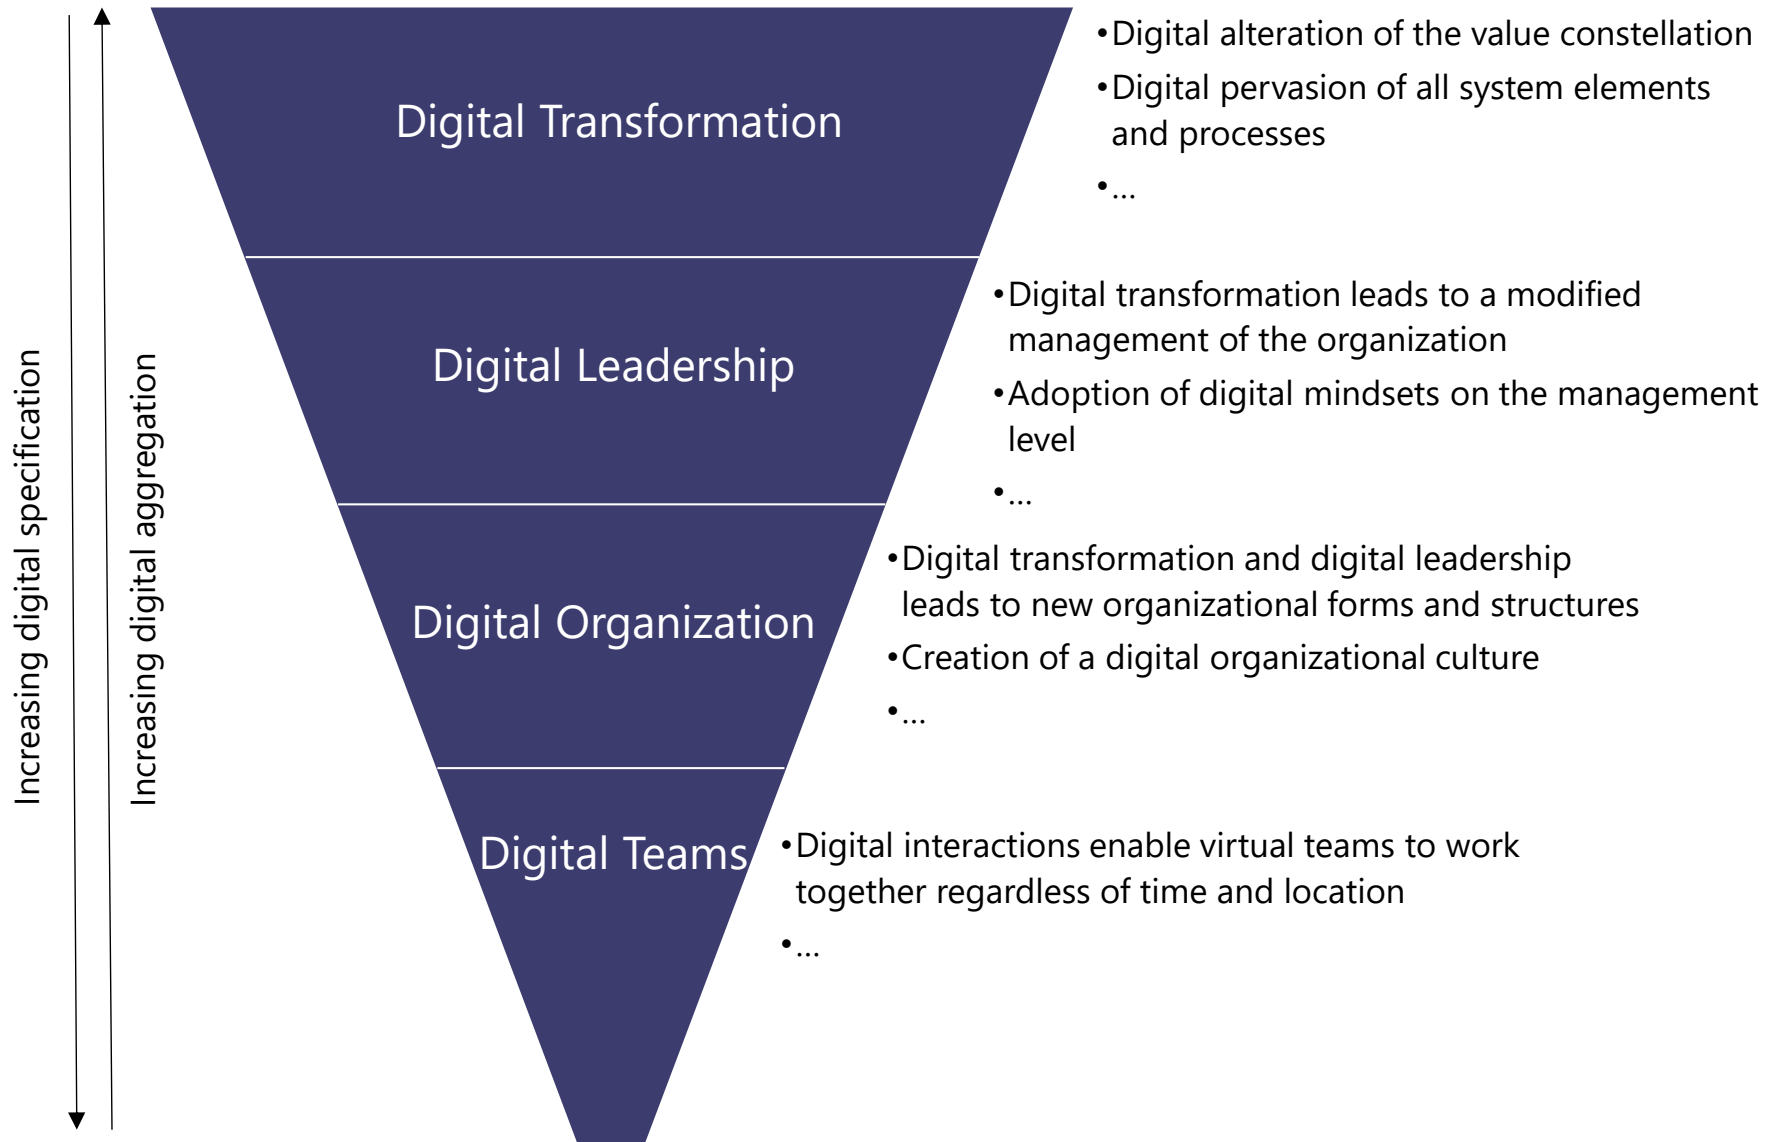 Increasing digital specification
Increasing digital aggregation
Digital Transformation
•Digital alteration of the value constellation
•Digital pervasion of all system elements
and processes
•...
Digital Leadership
•Digital transformation leads to a modified
management of the organization
•Adoption of digital mindsets on the management
level
•...
Digital Organization
•Digital transformation and digital leadership
leads to new organizational forms and structures
•Creation of a digital organizational culture
•...
Digital Teams
•Digital interactions enable virtual teams to work
together regardless of time and location
•...